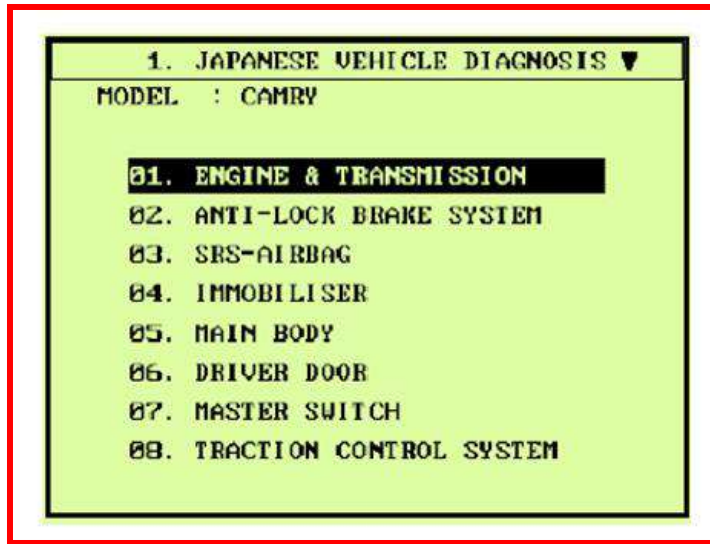 1. JAPANESE VEHICLE DIAGNOSIS ▼
MODEL : CAMRY
01. ENGINE & TRANSMISSION
02. ANTI-LOCK BRAKE SYSTEM
03. SRS-AIRBAG
04. IMMOBILISER
05. MAIN BODY
06. DRIVER DOOR
07. MASTER SWITCH
08. TRACTION CONTROL SYSTEM